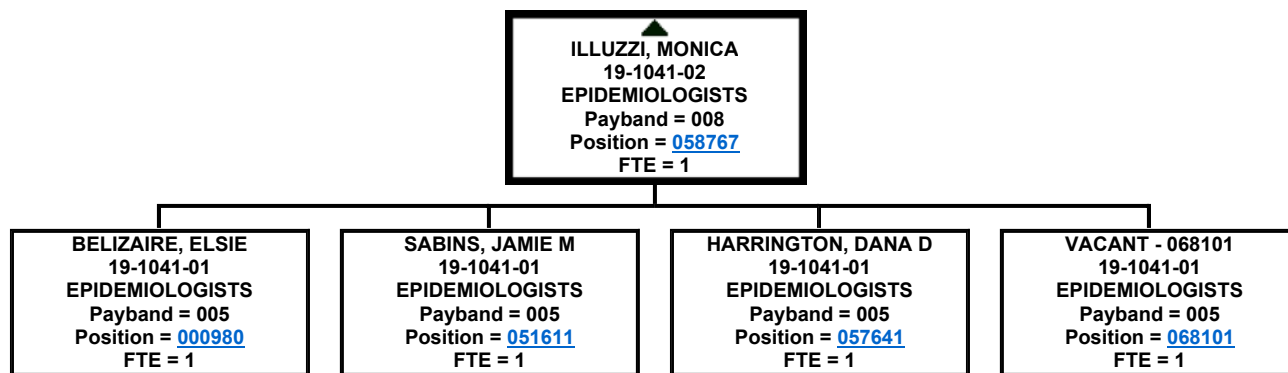 ILLUZZI, MONICA
19-1041-02
EPIDEMIOLOGISTS
Payband = 008
Position = 058767
FTE = 1
BELIZAIRE, ELSIE
19-1041-01
EPIDEMIOLOGISTS
Payband = 005
Position = 000980
FTE = 1
SABINS, JAMIE M
19-1041-01
EPIDEMIOLOGISTS
Payband = 005
Position = 051611
FTE = 1
HARRINGTON, DANA D
19-1041-01
EPIDEMIOLOGISTS
Payband = 005
Position = 057641
FTE = 1
VACANT - 068101
19-1041-01
EPIDEMIOLOGISTS
Payband = 005
Position = 068101
FTE = 1